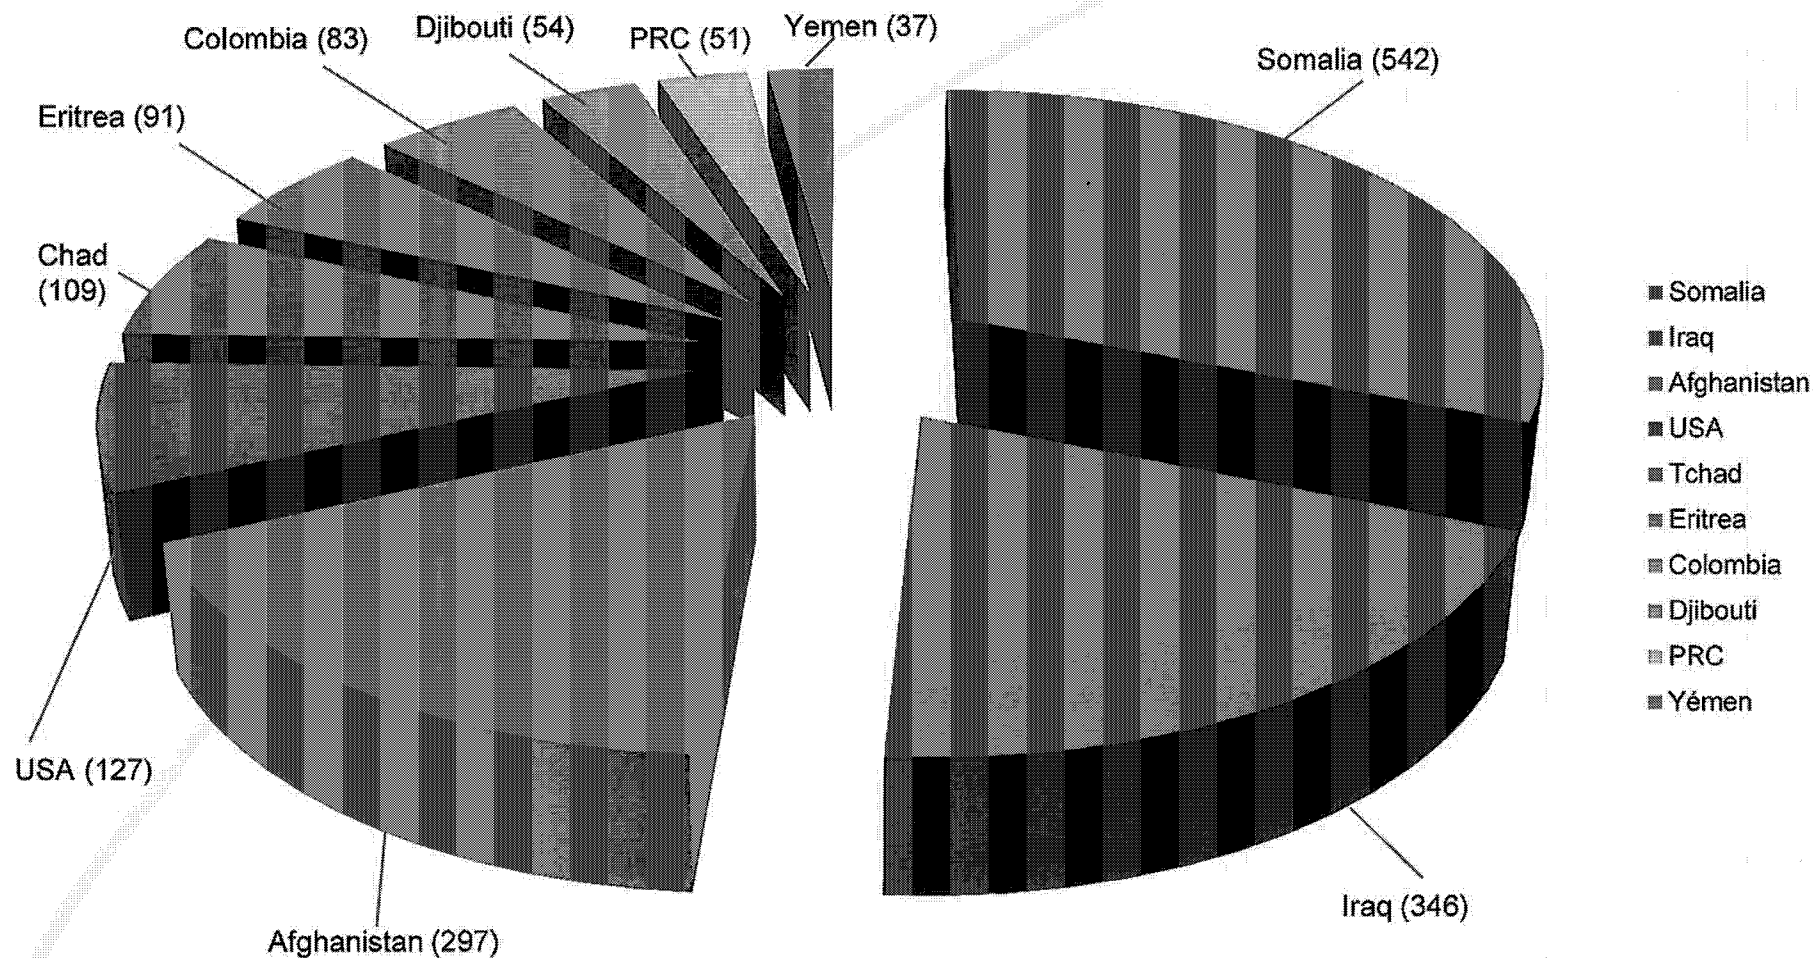 Colombia (83)
Djibouti (54)
PRC (51)
Yemen (37)
Somalia (542)
Eritrea (91)
Chad
(109)
USA (127)
Afghanistan (297)
Iraq (346)
Somalia
Iraq
Afghanistan
USA
Tchad
Eritrea
Colombia
Djibouti
PRC
Yémen